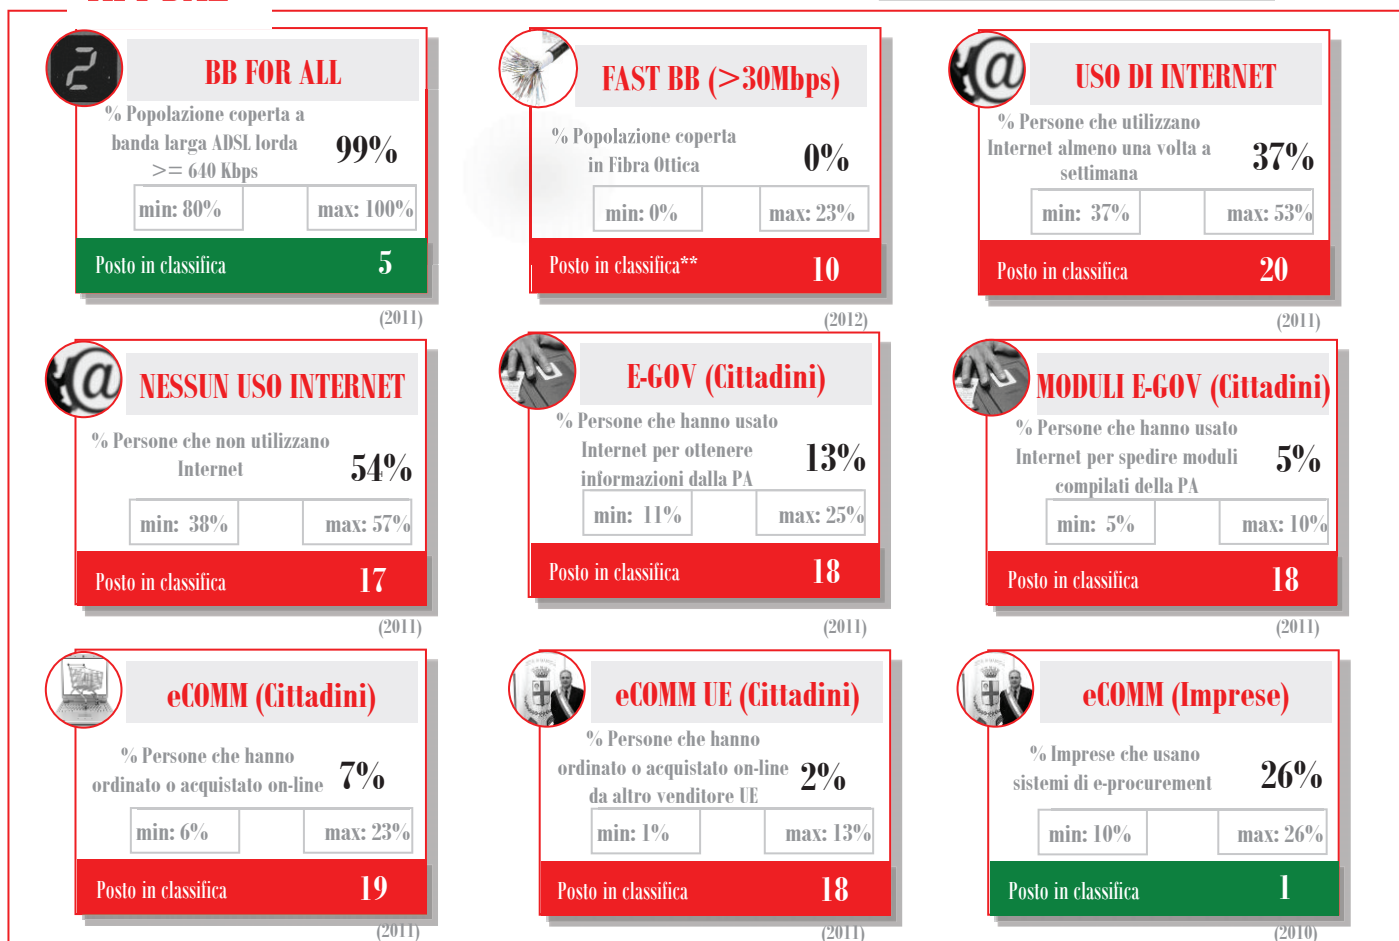 BB FOR ALL
% Popolazione coperta a
banda larga ADSL lorda
>= 640 Kbps
99%
min: 80%
max: 100%
Posto in classifica
5
(2011)
FAST BB (>30Mbps)
% Popolazione coperta
in Fibra Ottica
0%
min: 0%
max: 23%
Posto in classifica**
10
(2012)
USO DI INTERNET
% Persone che utilizzano
Internet almeno una volta a
settimana
37%
min: 37%
max: 53%
Posto in classifica
20
(2011)
NESSUN USO INTERNET
% Persone che non utilizzano
Internet
54%
min: 38%
max: 57%
Posto in classifica
17
(2011)
E-GOV (Cittadini)
% Persone che hanno usato
Internet per ottenere
informazioni dalla PA
13%
min: 11%
max: 25%
Posto in classifica
18
(2011)
MODULI E-GOV (Cittadini)
% Persone che hanno usato
Internet per spedire moduli
compilati della PA
5%
min: 5%
max: 10%
Posto in classifica
18
(2011)
eCOMM (Cittadini)
% Persone che hanno
ordinato o acquistato on-line
7%
min: 6%
max: 23%
Posto in classifica
19
(2011)
eCOMM UE (Cittadini)
% Persone che hanno
ordinato o acquistato on-line
da altro venditore UE
2%
min: 1%
max: 13%
Posto in classifica
18
(2011)
eCOMM (Imprese)
% Imprese che usano
sistemi di e-procurement
26%
min: 10%
max: 26%
Posto in classifica
1
(2010)